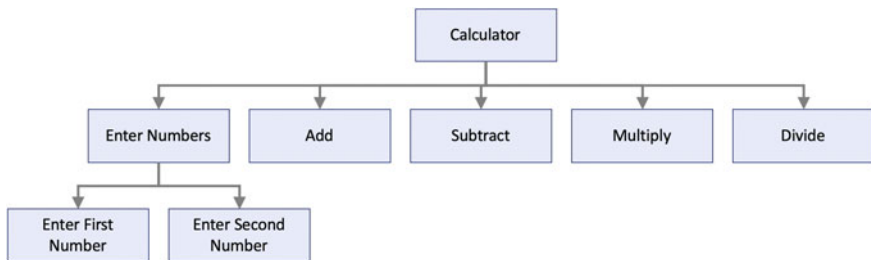 Calculator
Enter Numbers
Add
Subtract
Multiply
Divide
Enter First
Number
Enter Second
Number